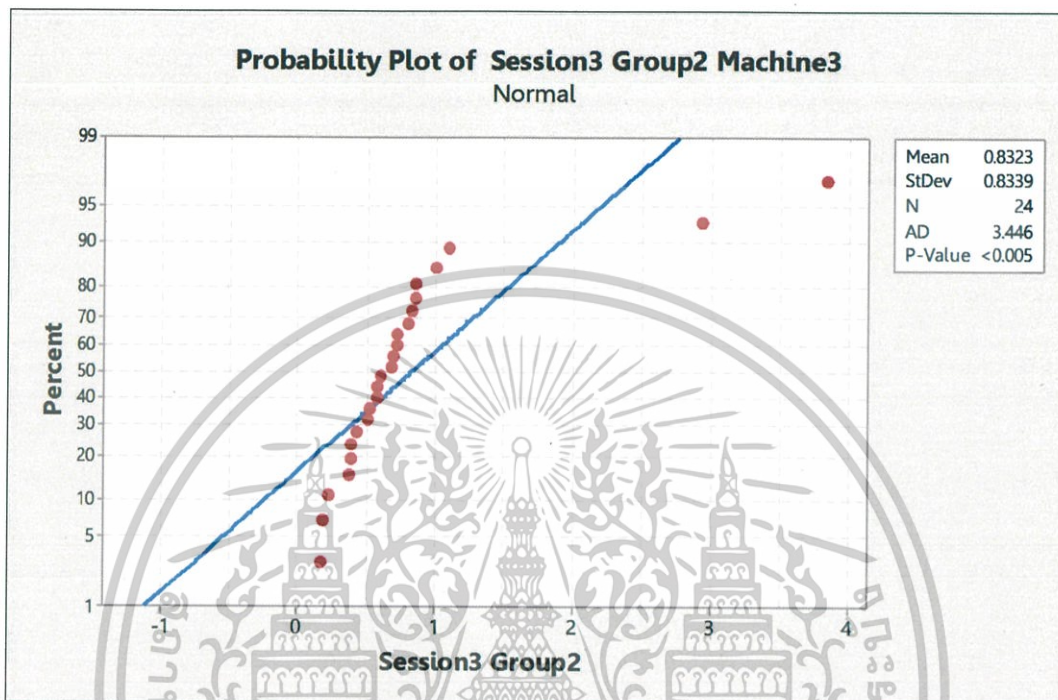 Probability Plot of Session3 Group2 Machine3
Normal
99
95
90
80
70
60
50
40
30
20
10
5
1
Percent
-1 0 1 2 3 4
Session3 Group2
Mean 0.8323
StDev 0.8339
N 24
AD 3.446
P-Value <0.005